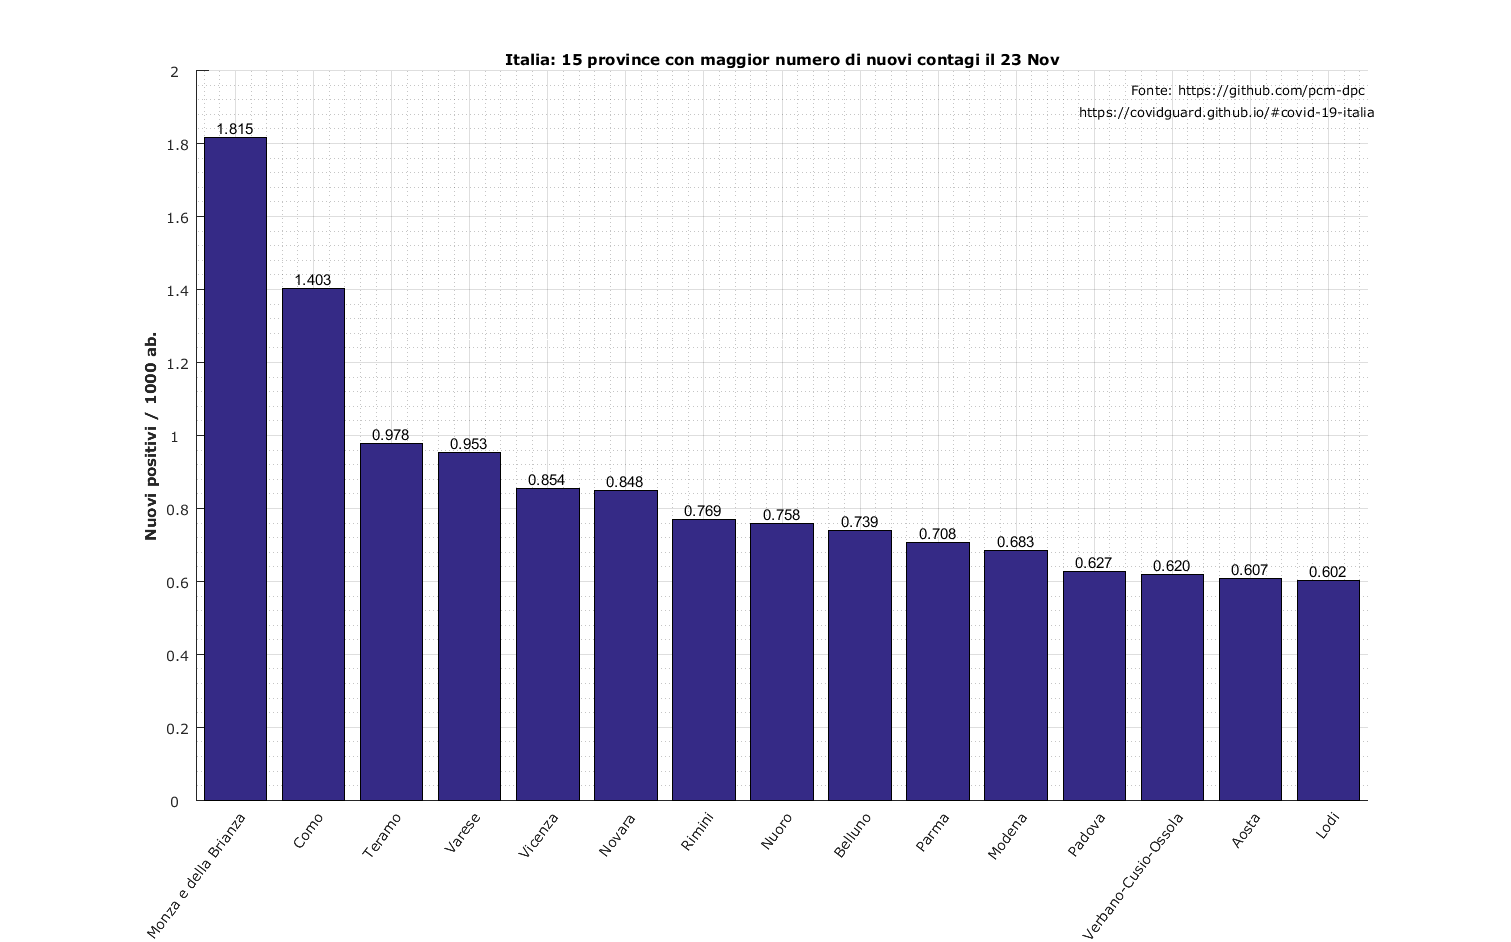 Italia: 15 province con maggior numero di nuovi contagi il 23 Nov
Fonte: https://github.com/pcm-dpc
https://covidguard.github.io/#covid-19-italia
Nuovi positivi / 1000 ab.
2
1.8
1.6
1.4
1.2
1
0.8
0.6
0.4
0.2
0
1.815
1.403
0.978
0.953
0.854
0.848
0.769
0.758
0.739
0.708
0.683
0.627
0.620
0.607
0.602
Monza e della Brianza
Como
Teramo
Varese
Vicenza
Novara
Rimini
Nuoro
Belluno
Parma
Modena
Padova
Verbano-Cusio-Ossola
Aosta
Lodi